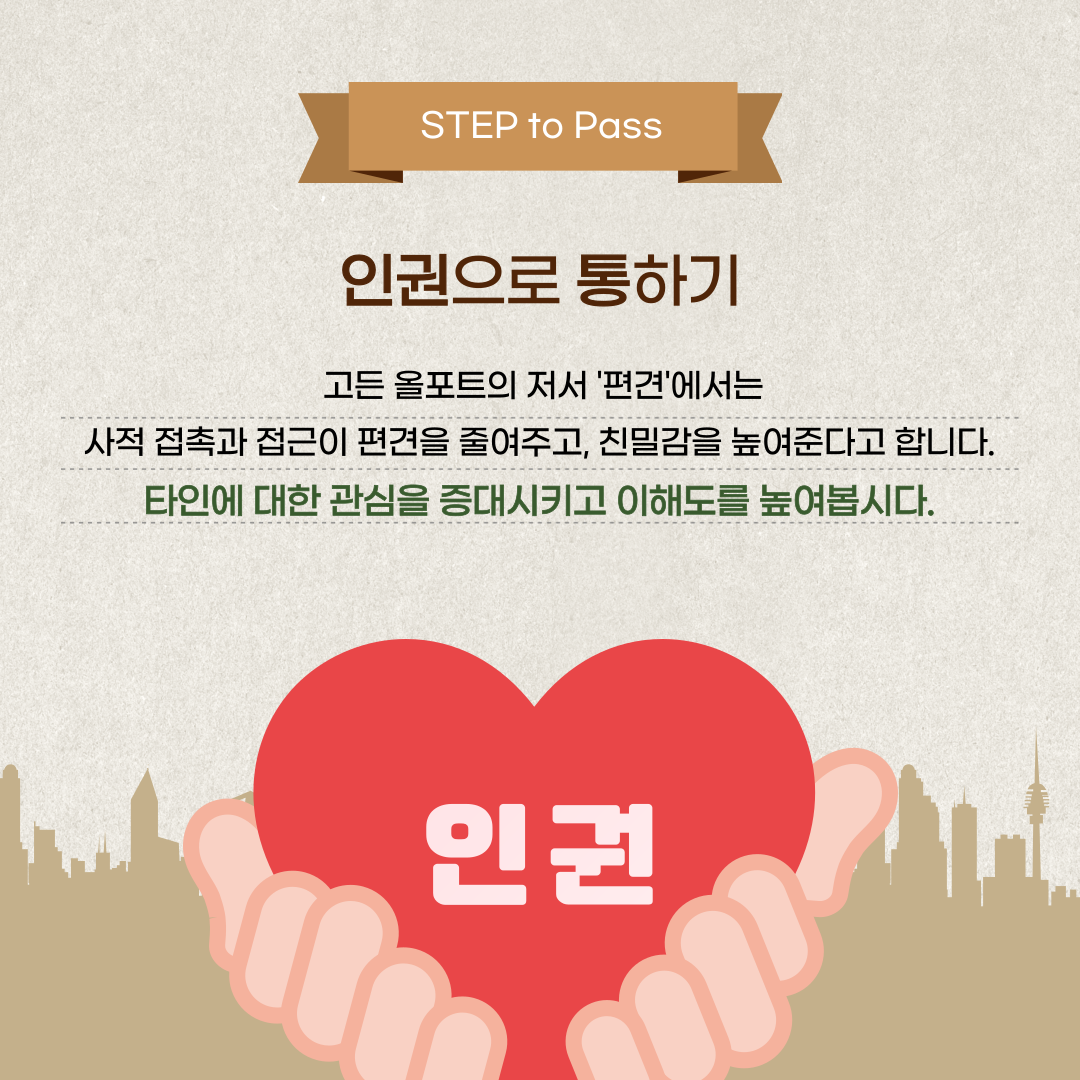 STEP to Pass
인권으로 통하기
고든 올포트의 저서 '편견'에서는
사적 접촉과 접근이 편견을 줄여주고, 친밀감을 높여준다고 합니다.
타인에 대한 관심을 증대시키고 이해도를 높여봅시다.
인권